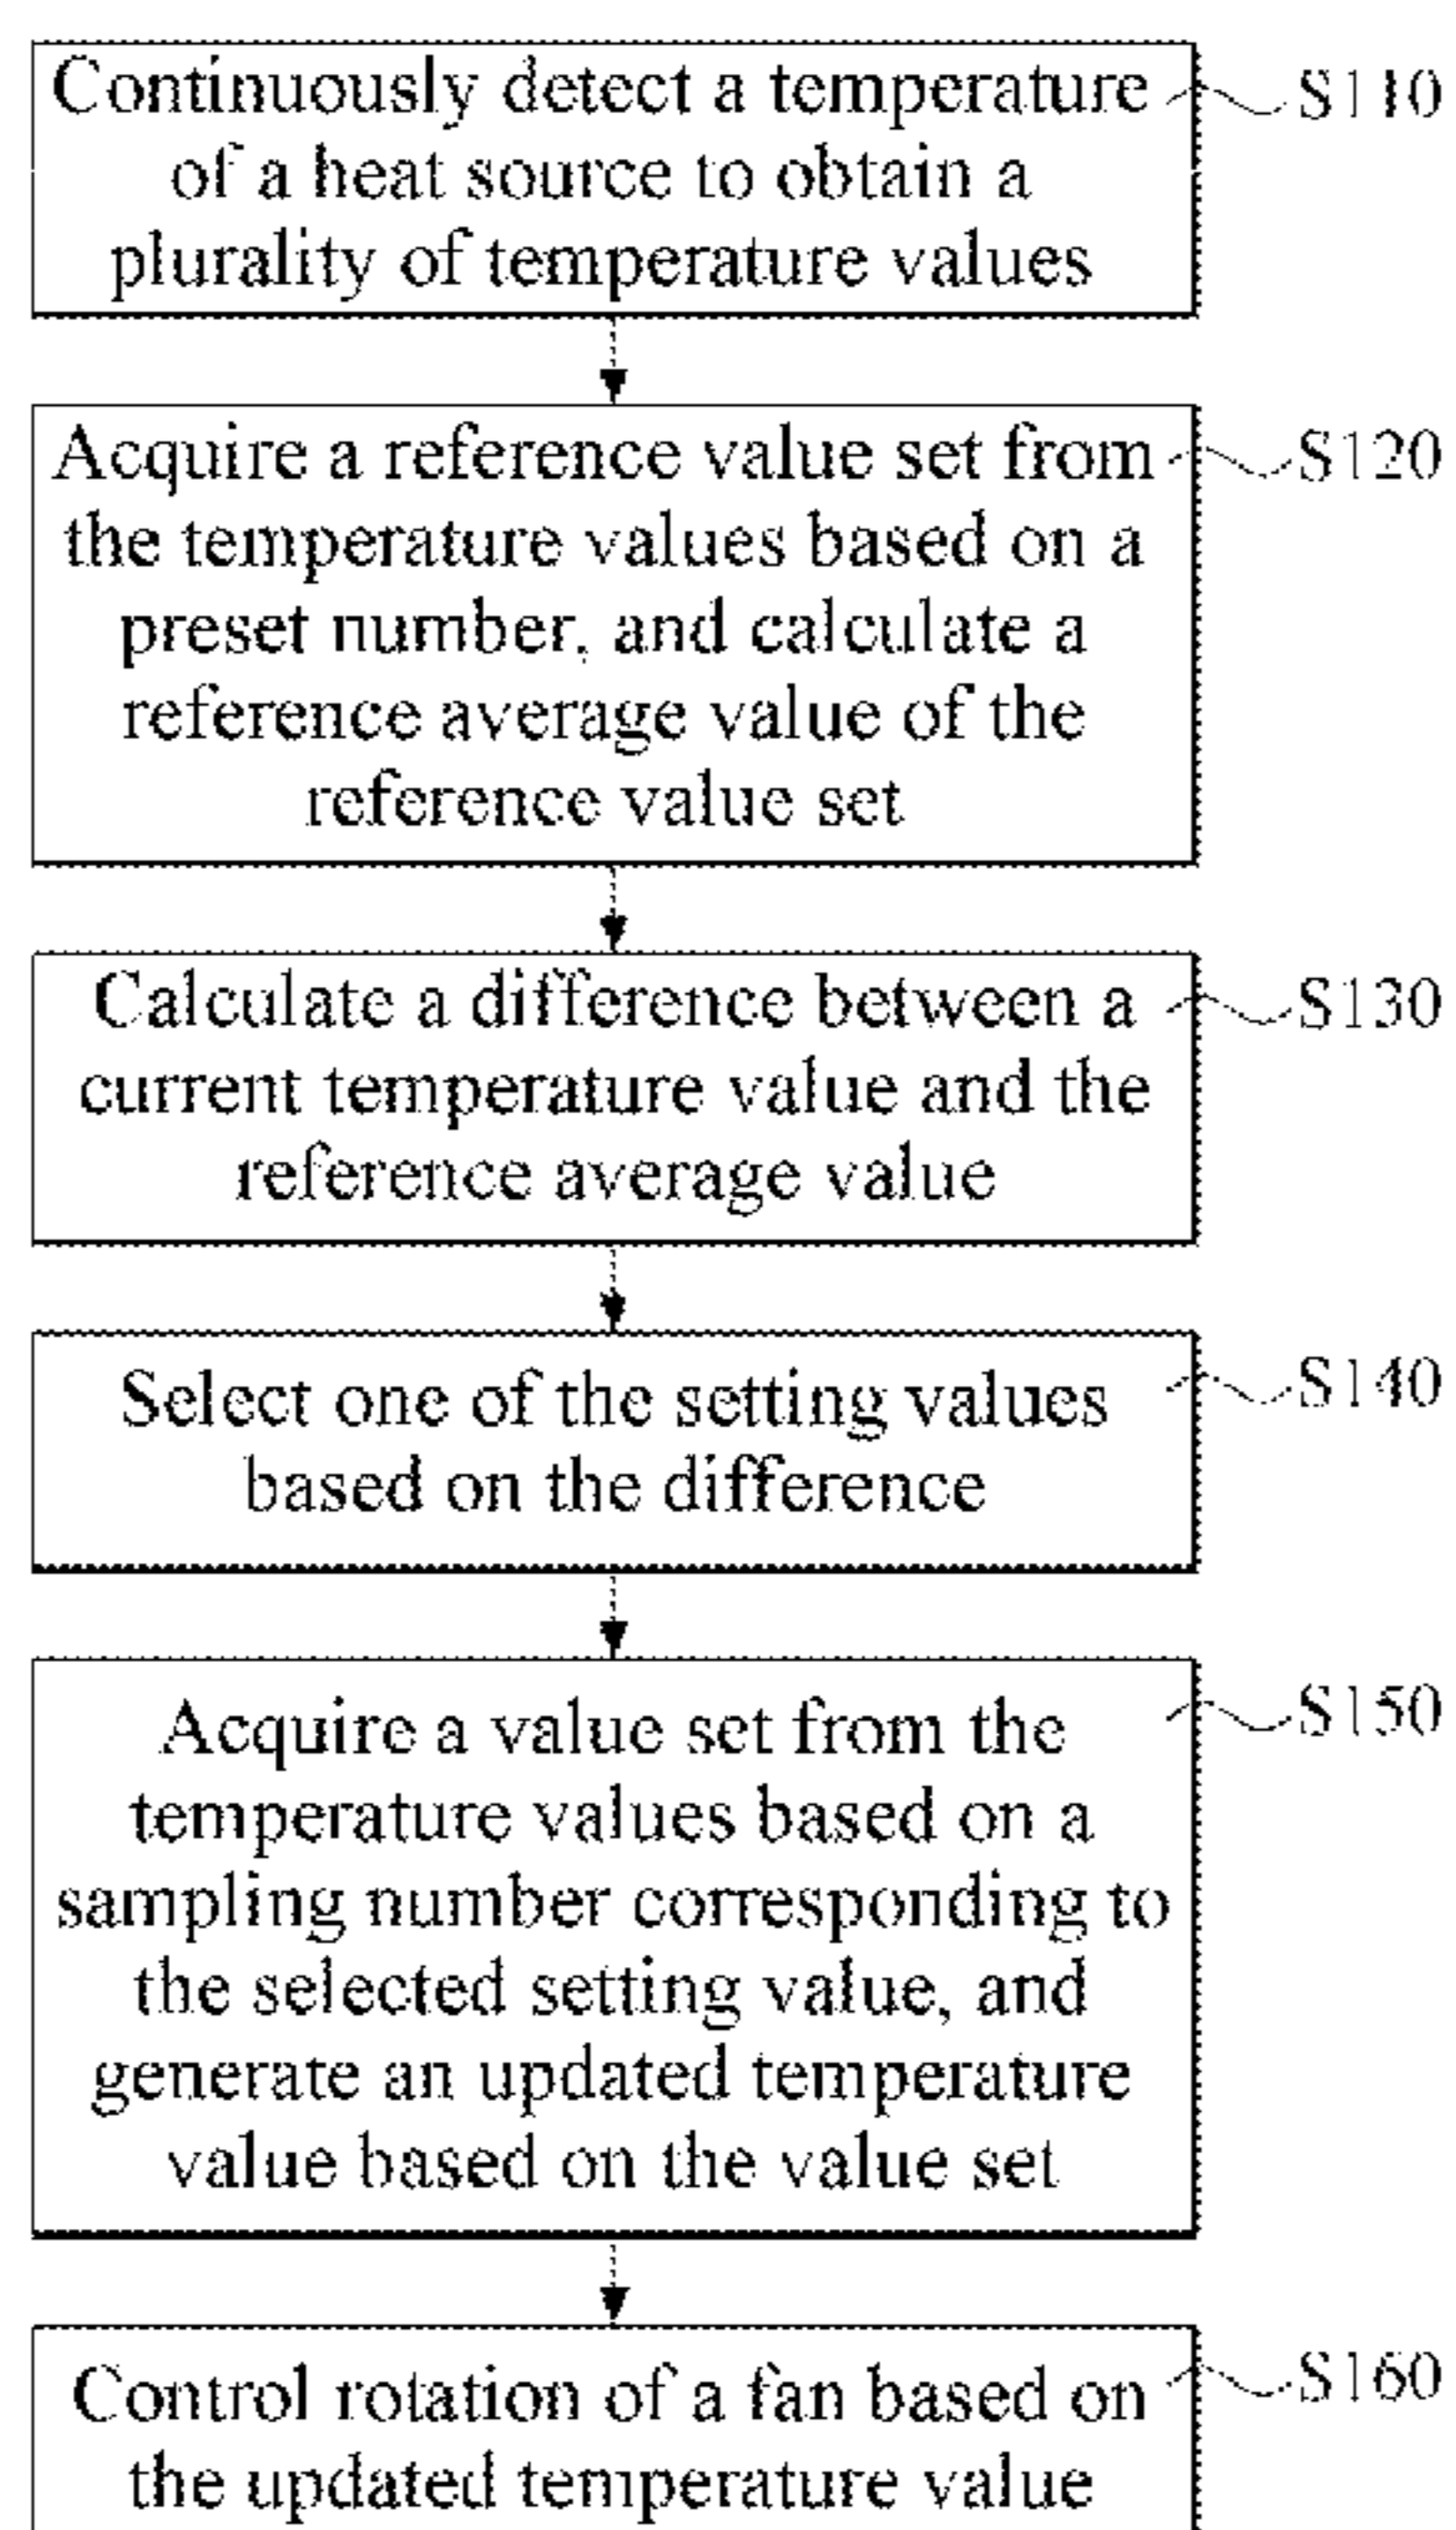 Continuously detect a temperature
of a heat source to obtain a
plurality of temperature values
S110
Acquire a reference value set from
the temperature values based on a
preset number, and calculate a
reference average value of the
reference value set
S120
Calculate a difference between a
current temperature value and the
reference average value
S130
Select one of the setting values
based on the difference
S140
Acquire a value set from the
temperature values based on a
sampling number corresponding to
the selected setting value, and
generate an updated temperature
value based on the value set
S150
Control rotation of a fan based on
the updated temperature value
S160